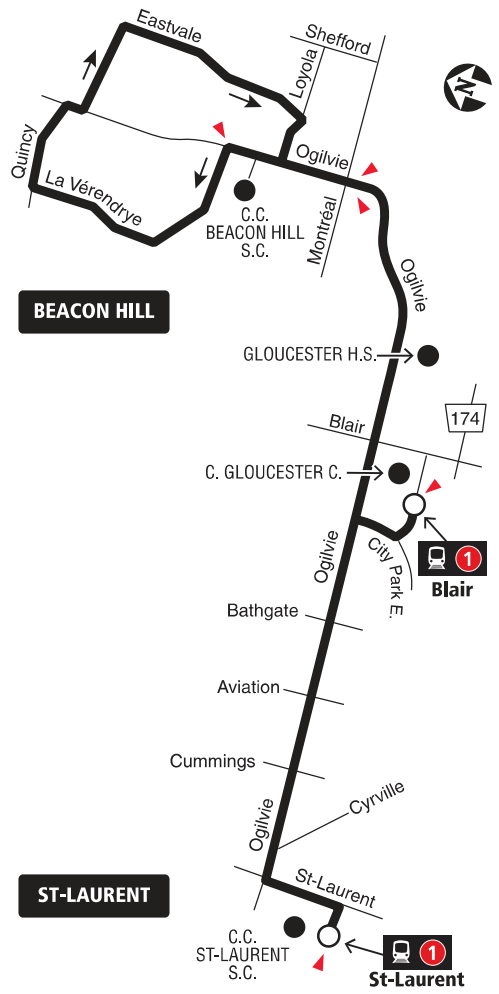 Eastvale
Shefford
Loyola
N
Quincy
Ogilvie
La Vérendrye
C.C.
BEACON HILL
S.C.
Montréal
Ogilvie
BEACON HILL
GLOUCESTER H.S.
174
Blair
C. GLOUCESTER C.
Ogilvie
City Park E.
1
Blair
Bathgate
Aviation
Cummings
Cyrville
Ogilvie
ST-LAURENT
St-Laurent
C.C.
ST-LAURENT
S.C.
1
St-Laurent